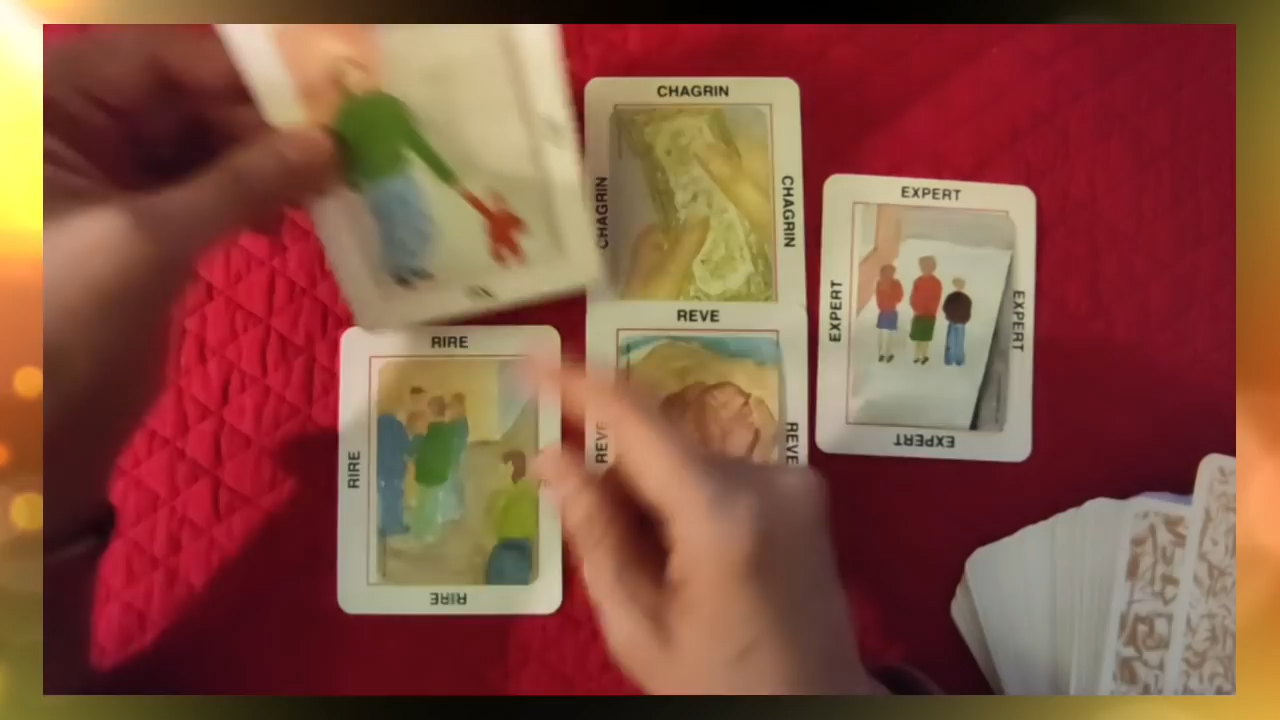 CHAGRIN
CHAGRIN
CHAGRIN
EXPERT
EXPERT
EXPERT
EXPERT
REVE
REVE
REVE
RIRE
RIRE
RIRE